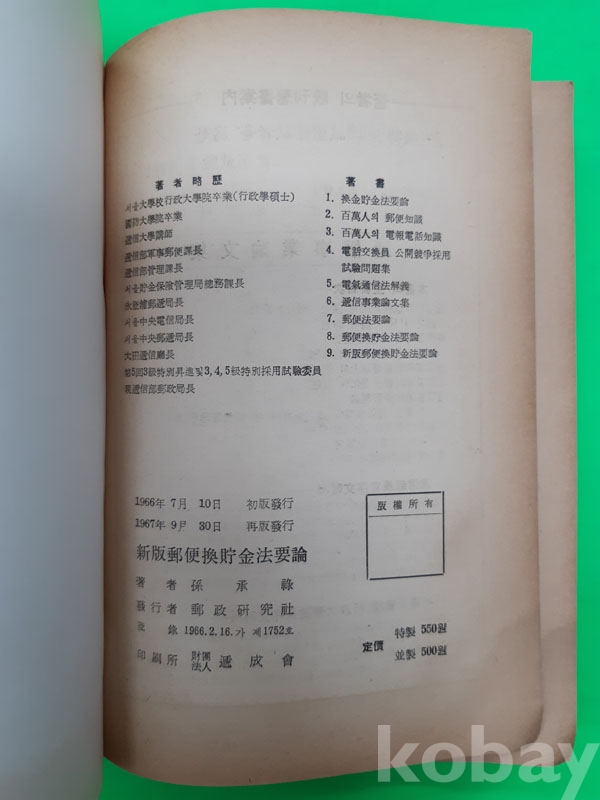 著者略歷
서울大學校行政大學院卒業(行政學碩士)
國防大學院卒業
遞信大學講師
遞信部軍事郵便課長
遞信部管理課長
서울貯金保險管理局總務課長
永登浦郵遞局長
서울中央電信局長
서울中央郵遞局長
大田遞信廳長
第5回3級特別昇進및3,4,5級特別採用試驗委員
現遞信部郵政局長
著書
1. 換金貯金法要論
2. 百萬人의 郵便知識
3. 百萬人의 電報電話知識
4. 電話交換員 公開競爭採用
試驗問題集
5. 電氣通信法解義
6. 遞信事業論文集
7. 郵便法要論
8. 郵便換貯金法要論
9. 新版郵便換貯金法要論
1966年 7月 10日 初版發行
1967年 9月 30日 再版發行
新版郵便換貯金法要論
著者 孫承祿
發行者 郵政硏究社
登錄 1966.2.16.가 제1752호
印刷所 財團法人 遞成會
版權所有
定價 特製 550원
並製 500원
kobay